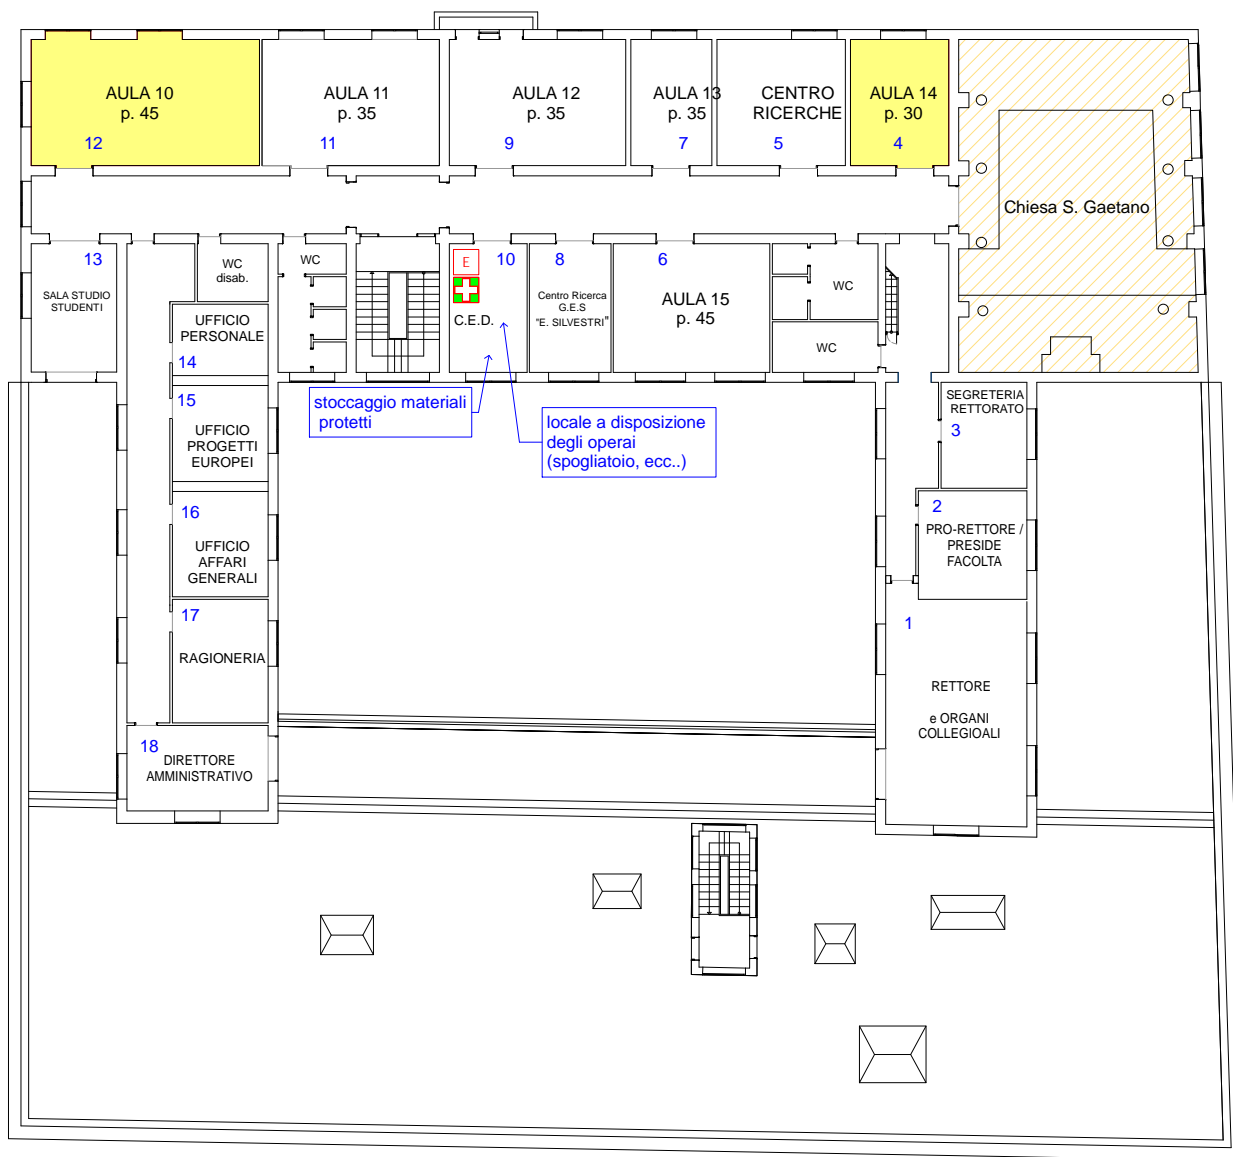 AULA 10
p. 45
12
AULA 11
p. 35
11
AULA 12
p. 35
9
AULA 13
p. 35
7
CENTRO
RICERCHE
5
AULA 14
p. 30
4
Chiesa S. Gaetano
13
SALA STUDIO
STUDENTI
WC
disab.
WC
E
10
C.E.D.
8
Centro Ricerca
G.E.S
"E. SILVESTRI"
6
AULA 15
p. 45
WC
WC
UFFICIO
PERSONALE
14
15
UFFICIO
PROGETTI
EUROPEI
16
UFFICIO
AFFARI
GENERALI
17
RAGIONERIA
18
DIRETTORE
AMMINISTRATIVO
stoccaggio materiali
protetti
locale a disposizione
degli operai
(spogliatoio, ecc..)
SEGRETERIA
RETTORATO
3
2
PRO-RETTORE /
PRESIDE
FACOLTA
1
RETTORE
e ORGANI
COLLEGIOALI